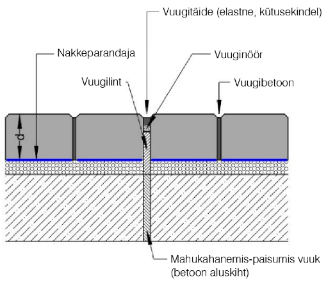 Vuugitäide (elastne, kütusekindel)
Nakkeparandaja
Vuuginöör
Vuugilint
Vuugibetoon
d
Mahukahanemis-paisumis vuuk
(betoon aluskiht)